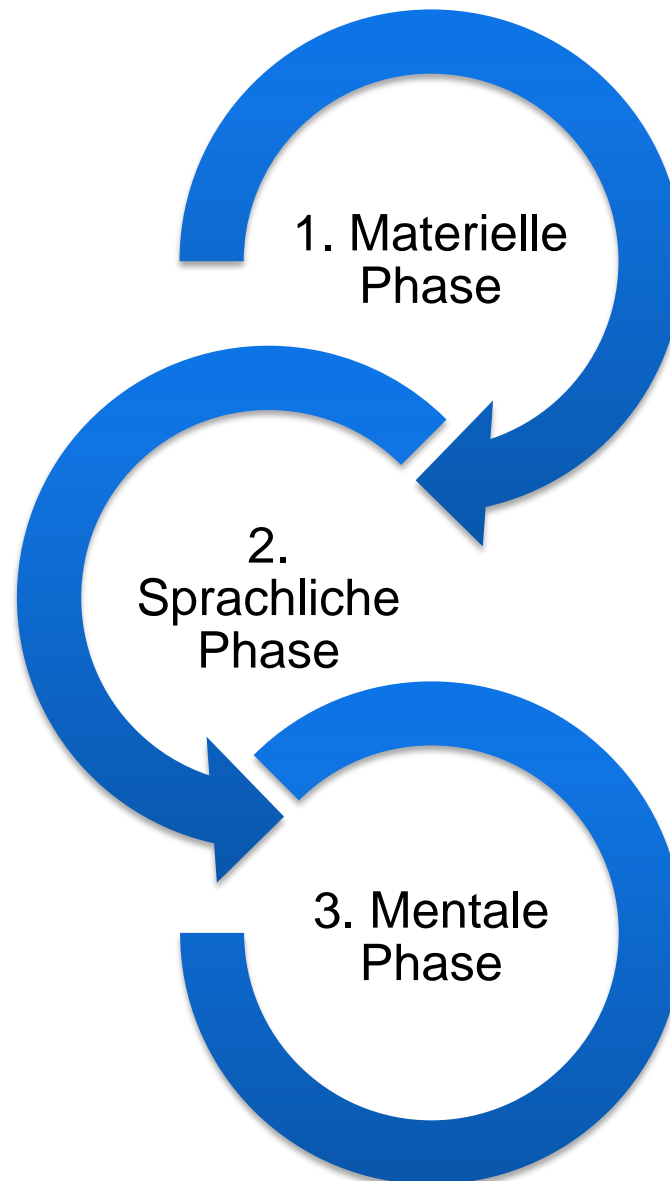 1. Materielle
Phase
2.
Sprachliche
Phase
3. Mentale
Phase